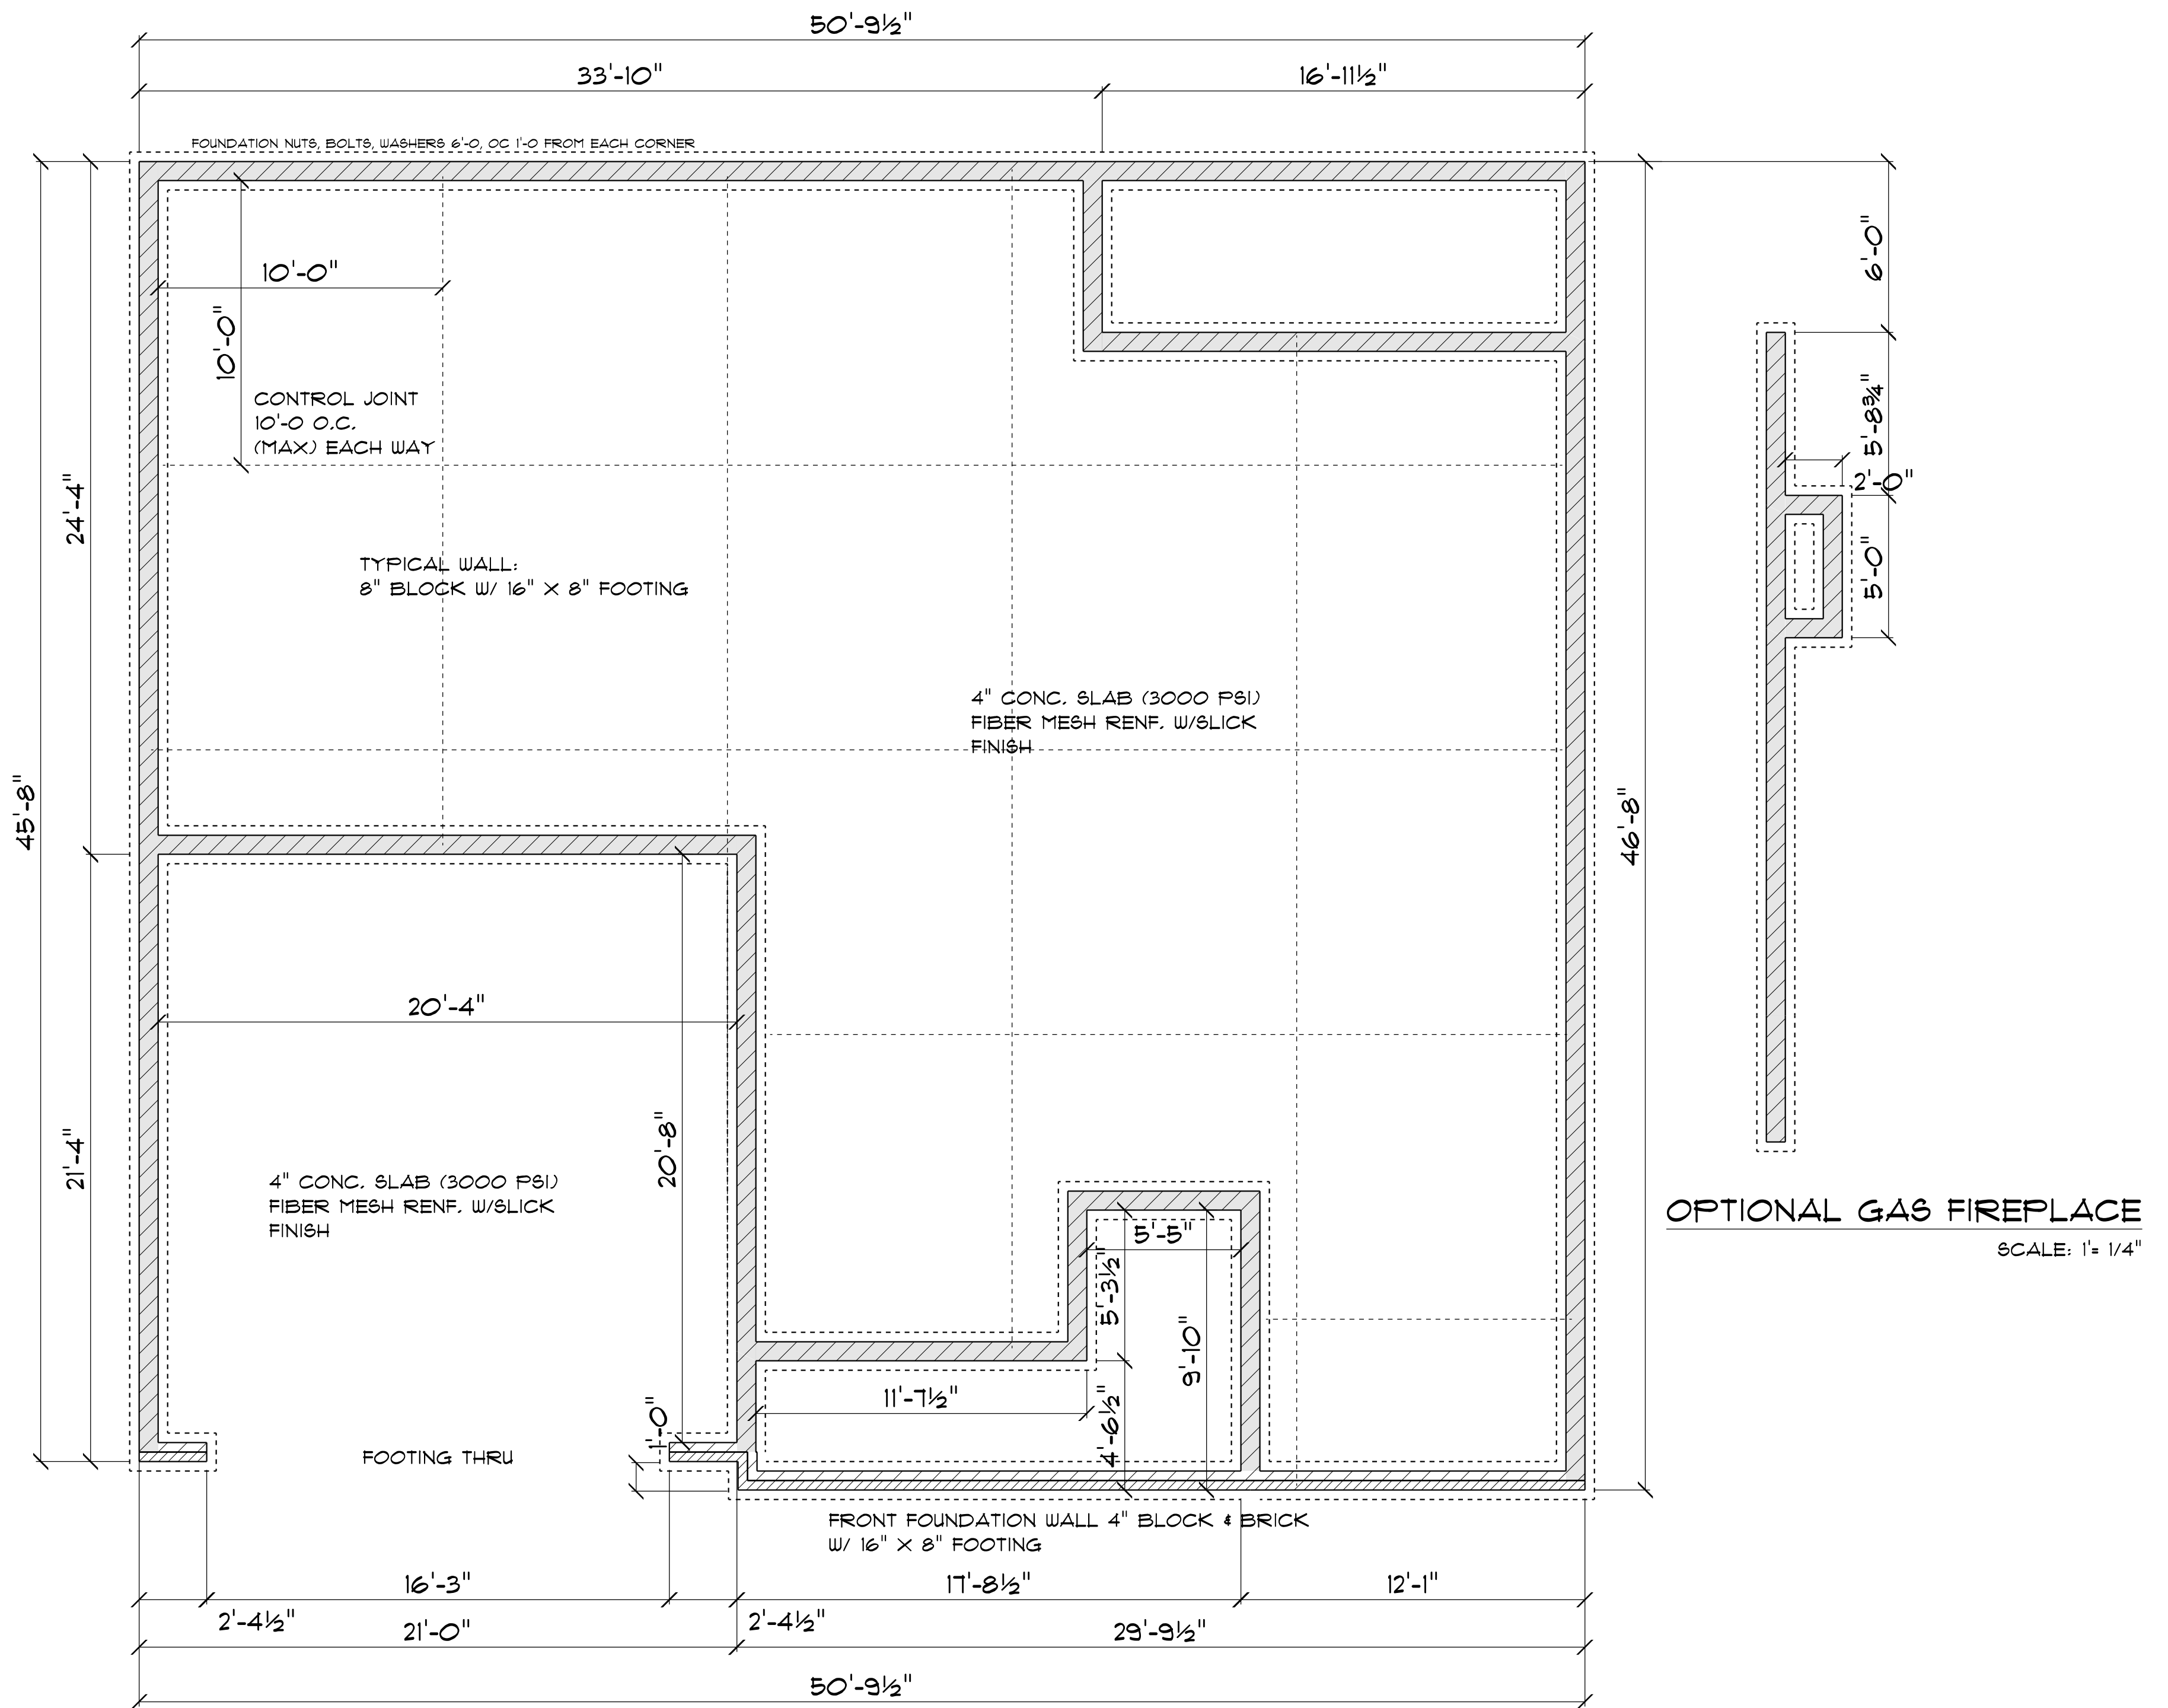 50'-9½"
33'-10"
16'-11½"
FOUNDATION NUTS, BOLTS, WASHERS 6'-0, OC 1'-0 FROM EACH CORNER
6'-0"
10'-0"
10'-0"
CONTROL JOINT
10'-0 O.C.
(MAX) EACH WAY
5'-8¾"
2'-0"
24'-4"
TYPICAL WALL:
8" BLOCK W/ 16" X 8" FOOTING
5'-0"
4" CONC. SLAB (3000 PSI)
FIBER MESH RENF. W/SLICK
FINISH
45'-8"
46'-8"
20'-4"
21'-4"
20'-8"
4" CONC. SLAB (3000 PSI)
FIBER MESH RENF. W/SLICK
FINISH
OPTIONAL GAS FIREPLACE
SCALE: 1'= 1/4"
5'-5"
5'-3½"
9'-10"
11'-7½"
4'-6½"
1'-0"
FOOTING THRU
FRONT FOUNDATION WALL 4" BLOCK & BRICK
W/ 16" X 8" FOOTING
16'-3"
17'-8½"
12'-1"
2'-4½"
2'-4½"
21'-0"
29'-9½"
50'-9½"